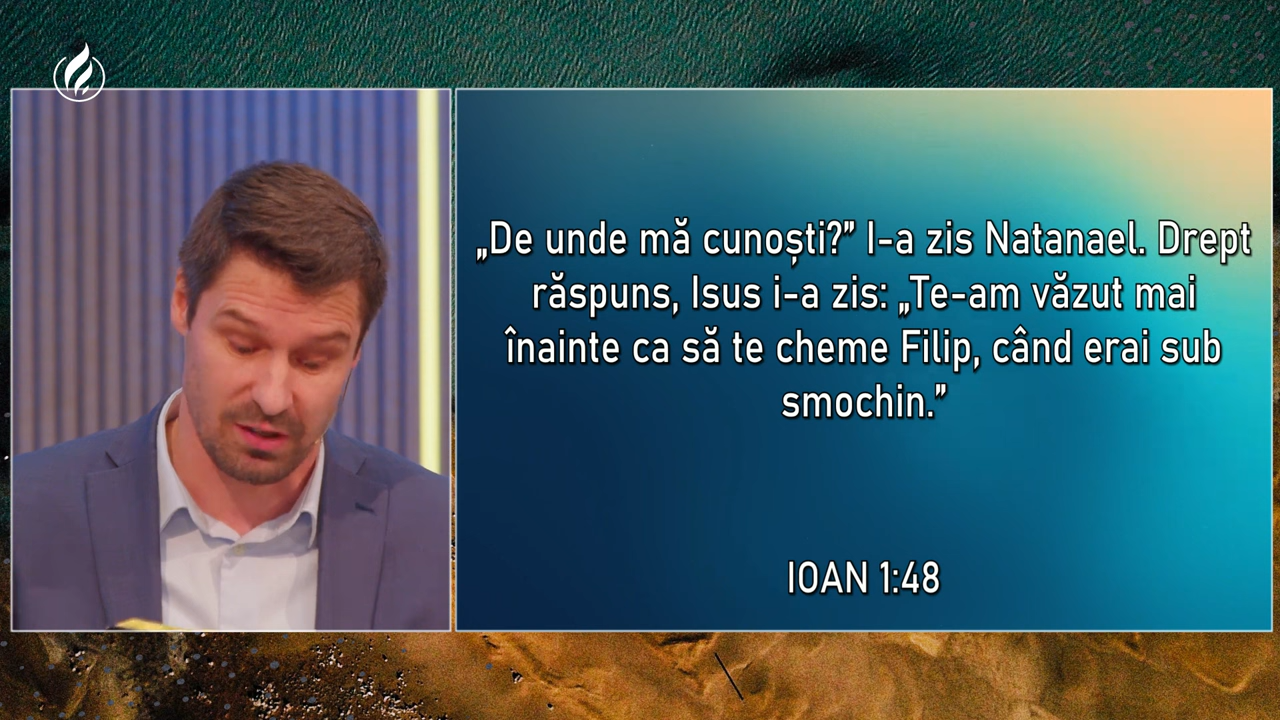 „De unde mă cunoști?” I-a zis Natanael. Drept
răspuns, Isus i-a zis: „Te-am văzut mai
înainte ca să te cheme Filip, când erai sub
smochin.”
IOAN 1:48